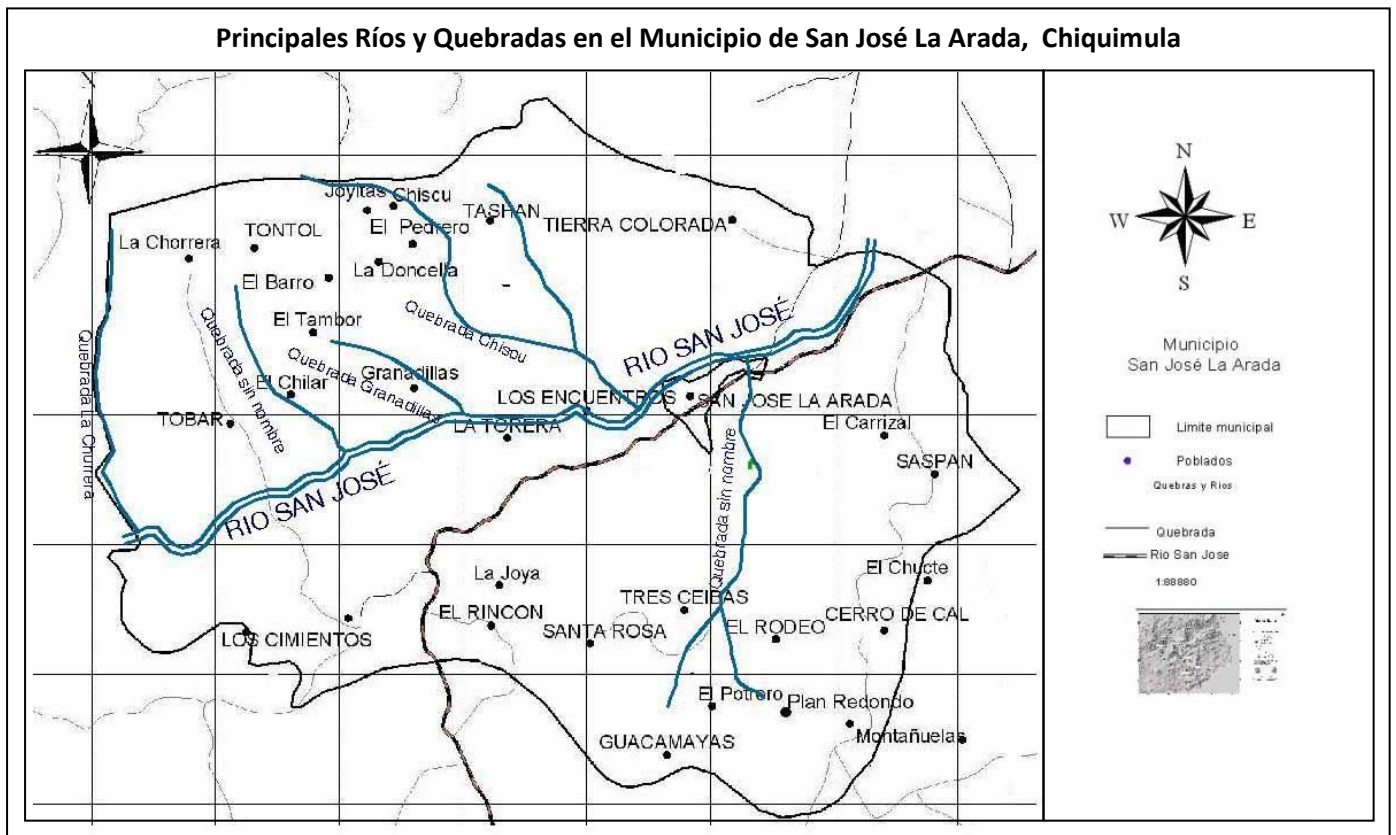 Principales Ríos y Quebradas en el Municipio de San José La Arada, Chiquimula
Joyitas
Chiscu
TASHAN
TIERRA COLORADA
La Chorrera
TONTOL
El Pedrero
El Barro
La Doncella
El Tambor
Quebrada Chiscu
RIO SAN JOSÉ
Quebrada La Churrera
Quebrada sin nombre
Quebrada Granadillas
El Chilar
Granadillas
LOS ENCUENTROS
SAN JOSE LA ARADA
TOBAR
LA TORERA
El Carrizal
SASPAN
RIO SAN JOSÉ
Quebrada sin nombre
La Joya
El Chucte
EL RINCON
TRES CEIBAS
CERRO DE CAL
LOS CIMIENTOS
SANTA ROSA
EL RODEO
El Potrero
Plan Redondo
GUACAMAYAS
Montañuelas
N
W
E
S
Municipio
San José La Arada
Limite municipal
Poblados
Quebras y Rios
Quebrada
Rio San Jose
1:88880